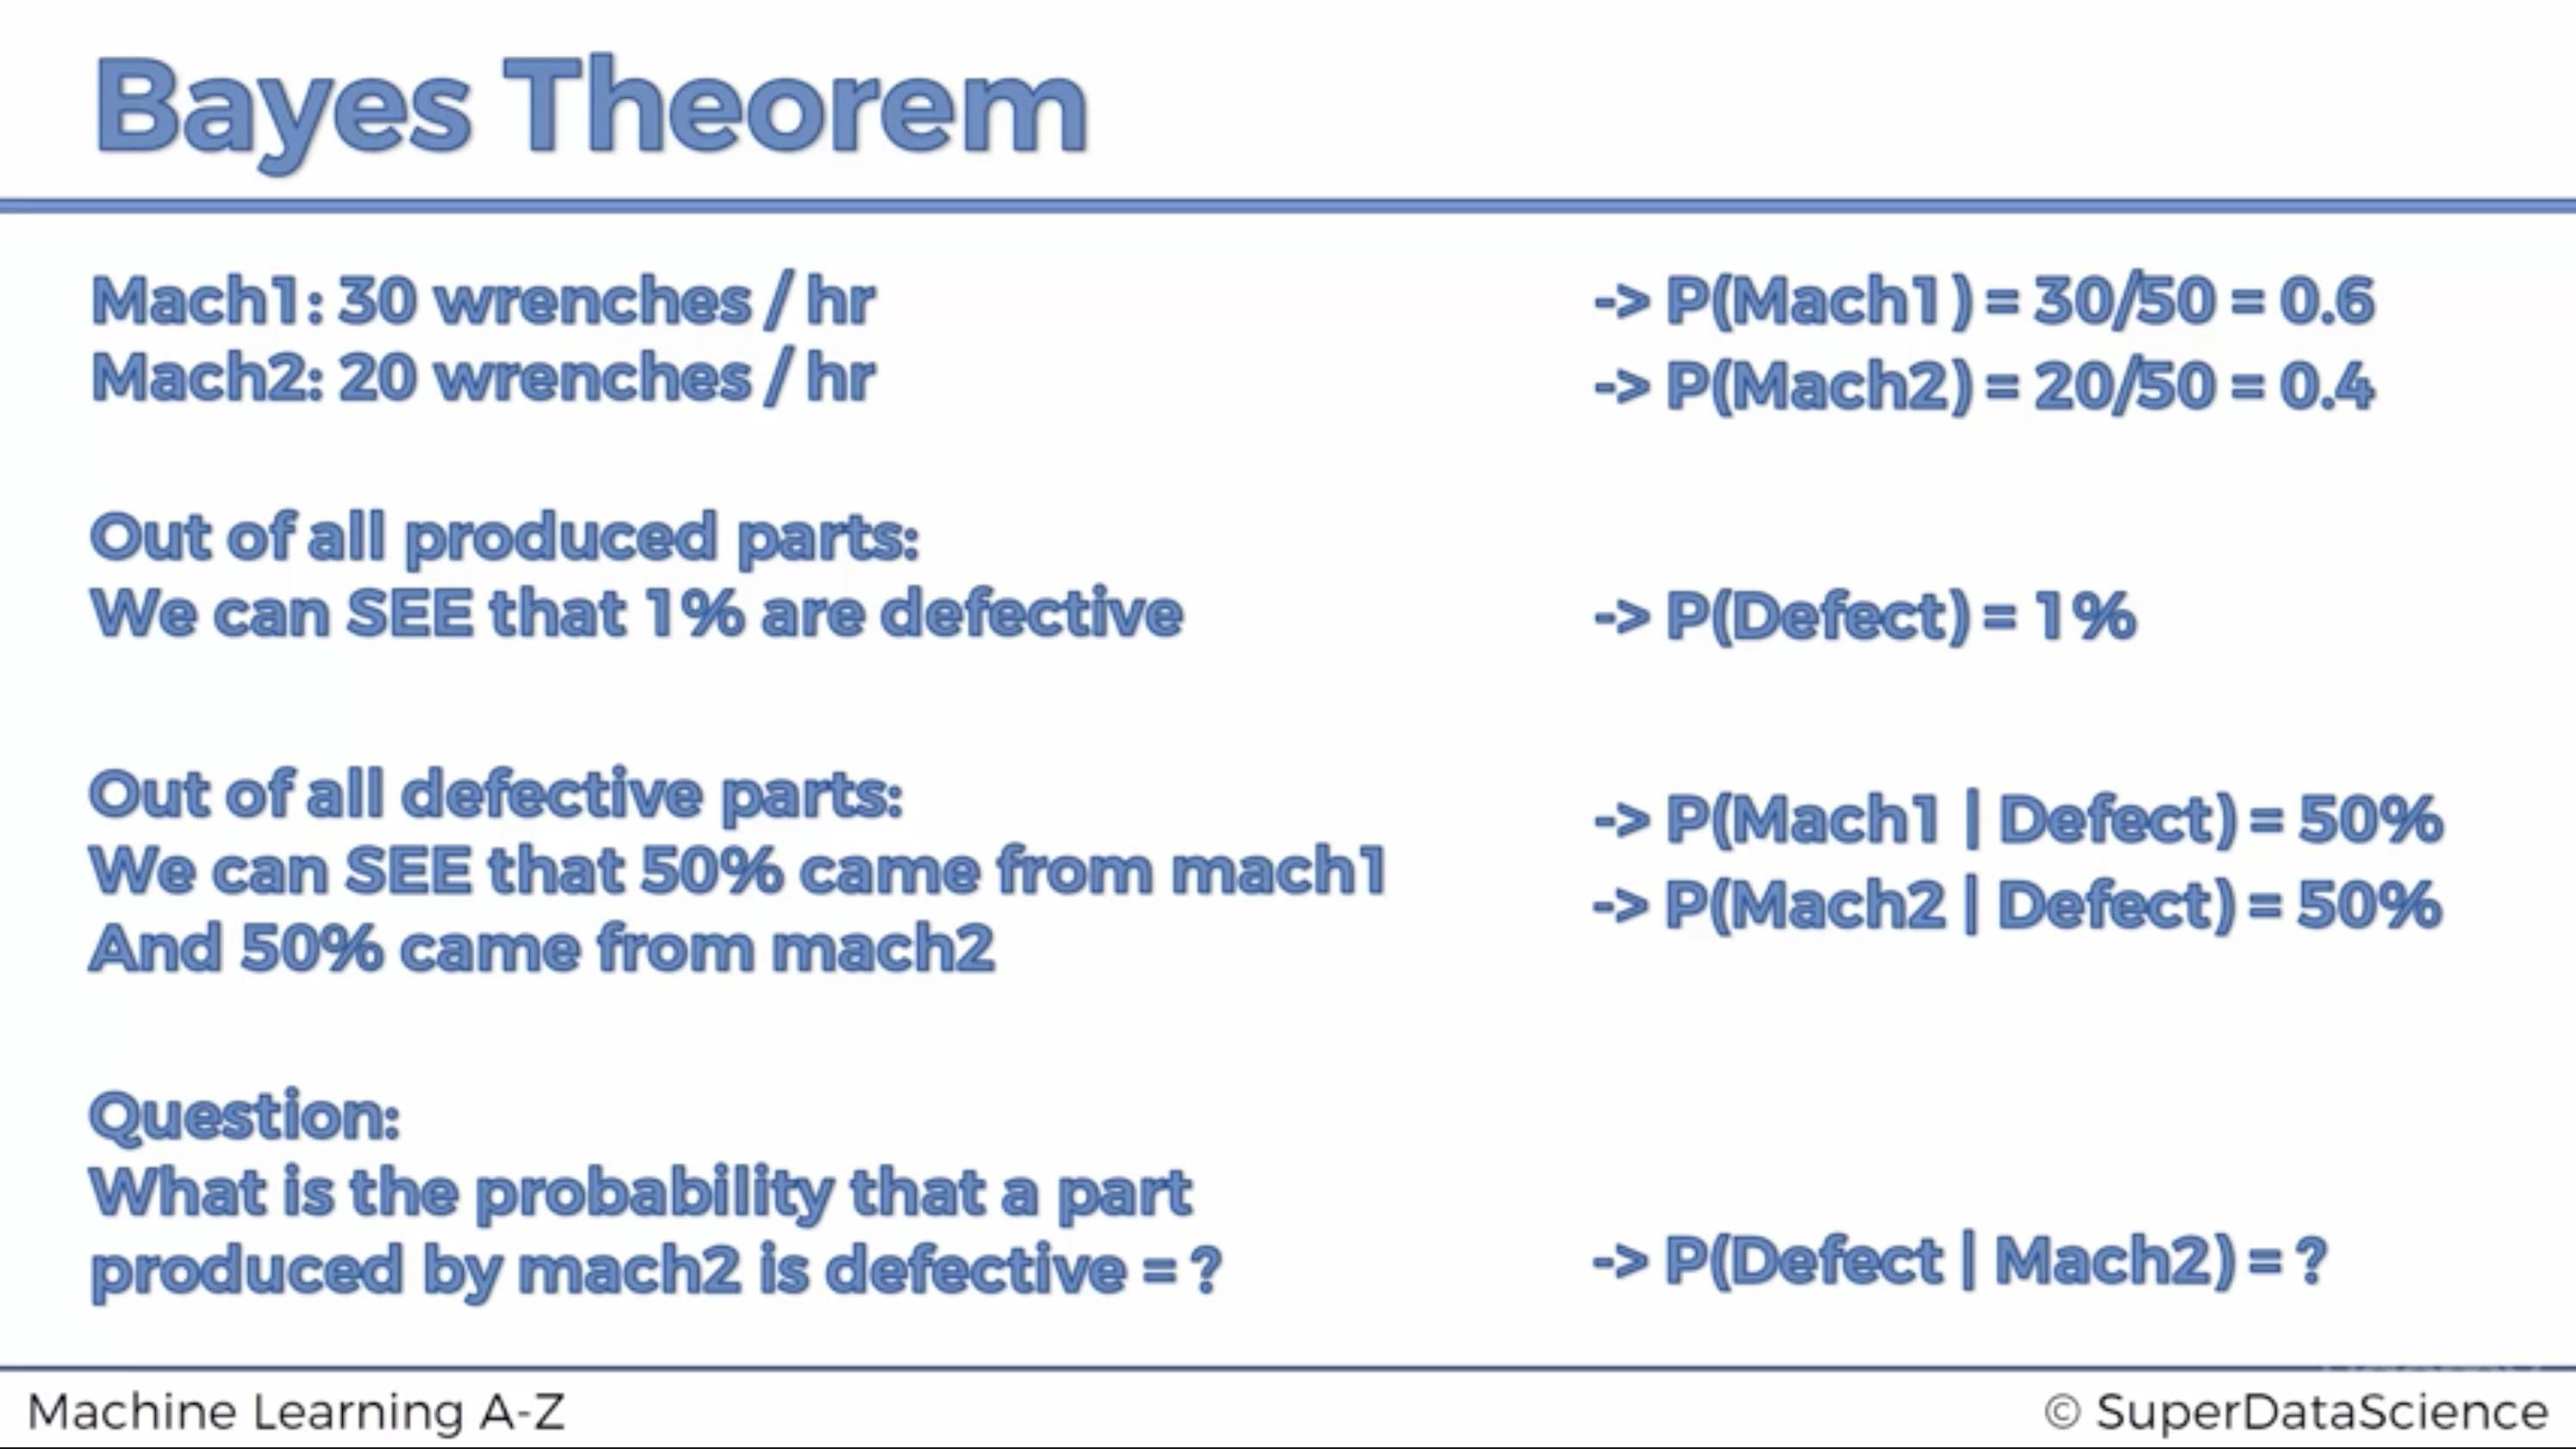 Bayes Theorem
Mach1: 30 wrenches / hr
-> P(Mach1) = 30/50 = 0.6
Mach2: 20 wrenches / hr
-> P(Mach2) = 20/50 = 0.4
Out of all produced parts:
We can SEE that 1% are defective
-> P(Defect) = 1%
Out of all defective parts:
We can SEE that 50% came from mach1
And 50% came from mach2
-> P(Mach1 | Defect) = 50%
-> P(Mach2 | Defect) = 50%
Question:
What is the probability that a part
produced by mach2 is defective = ?
-> P(Defect | Mach2) = ?
Machine Learning A-Z
© SuperDataScience